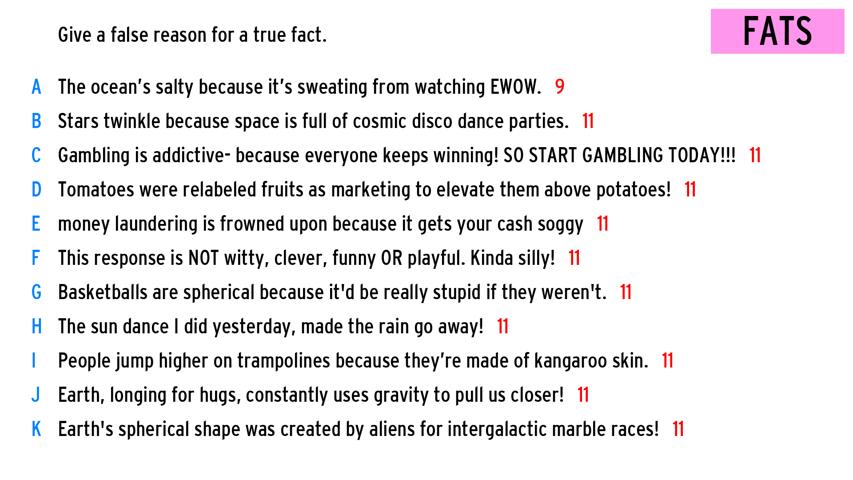 Give a false reason for a true fact.
FATS
A The ocean’s salty because it’s sweating from watching EWOW. 9
B Stars twinkle because space is full of cosmic disco dance parties. 11
C Gambling is addictive- because everyone keeps winning! SO START GAMBLING TODAY!!! 11
D Tomatoes were relabeled fruits as marketing to elevate them above potatoes! 11
E money laundering is frowned upon because it gets your cash soggy 11
F This response is NOT witty, clever, funny OR playful. Kinda silly! 11
G Basketballs are spherical because it'd be really stupid if they weren't. 11
H The sun dance I did yesterday, made the rain go away! 11
I People jump higher on trampolines because they’re made of kangaroo skin. 11
J Earth, longing for hugs, constantly uses gravity to pull us closer! 11
K Earth's spherical shape was created by aliens for intergalactic marble races! 11